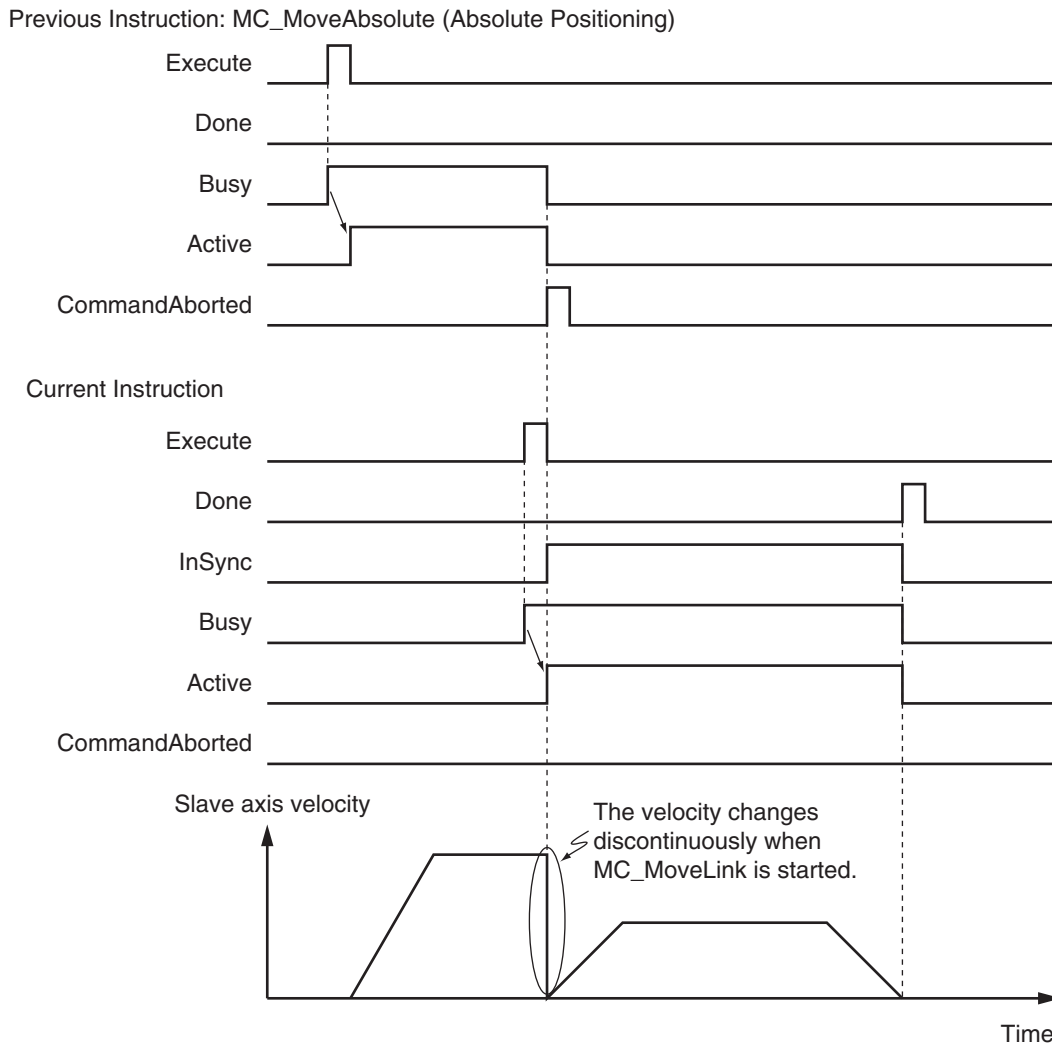 Previous Instruction: MC_MoveAbsolute (Absolute Positioning)
Execute
Done
Busy
Active
CommandAborted
Current Instruction
Execute
Done
InSync
Busy
Active
CommandAborted
Slave axis velocity
The velocity changes
discontinuously when
MC_MoveLink is started.
Time